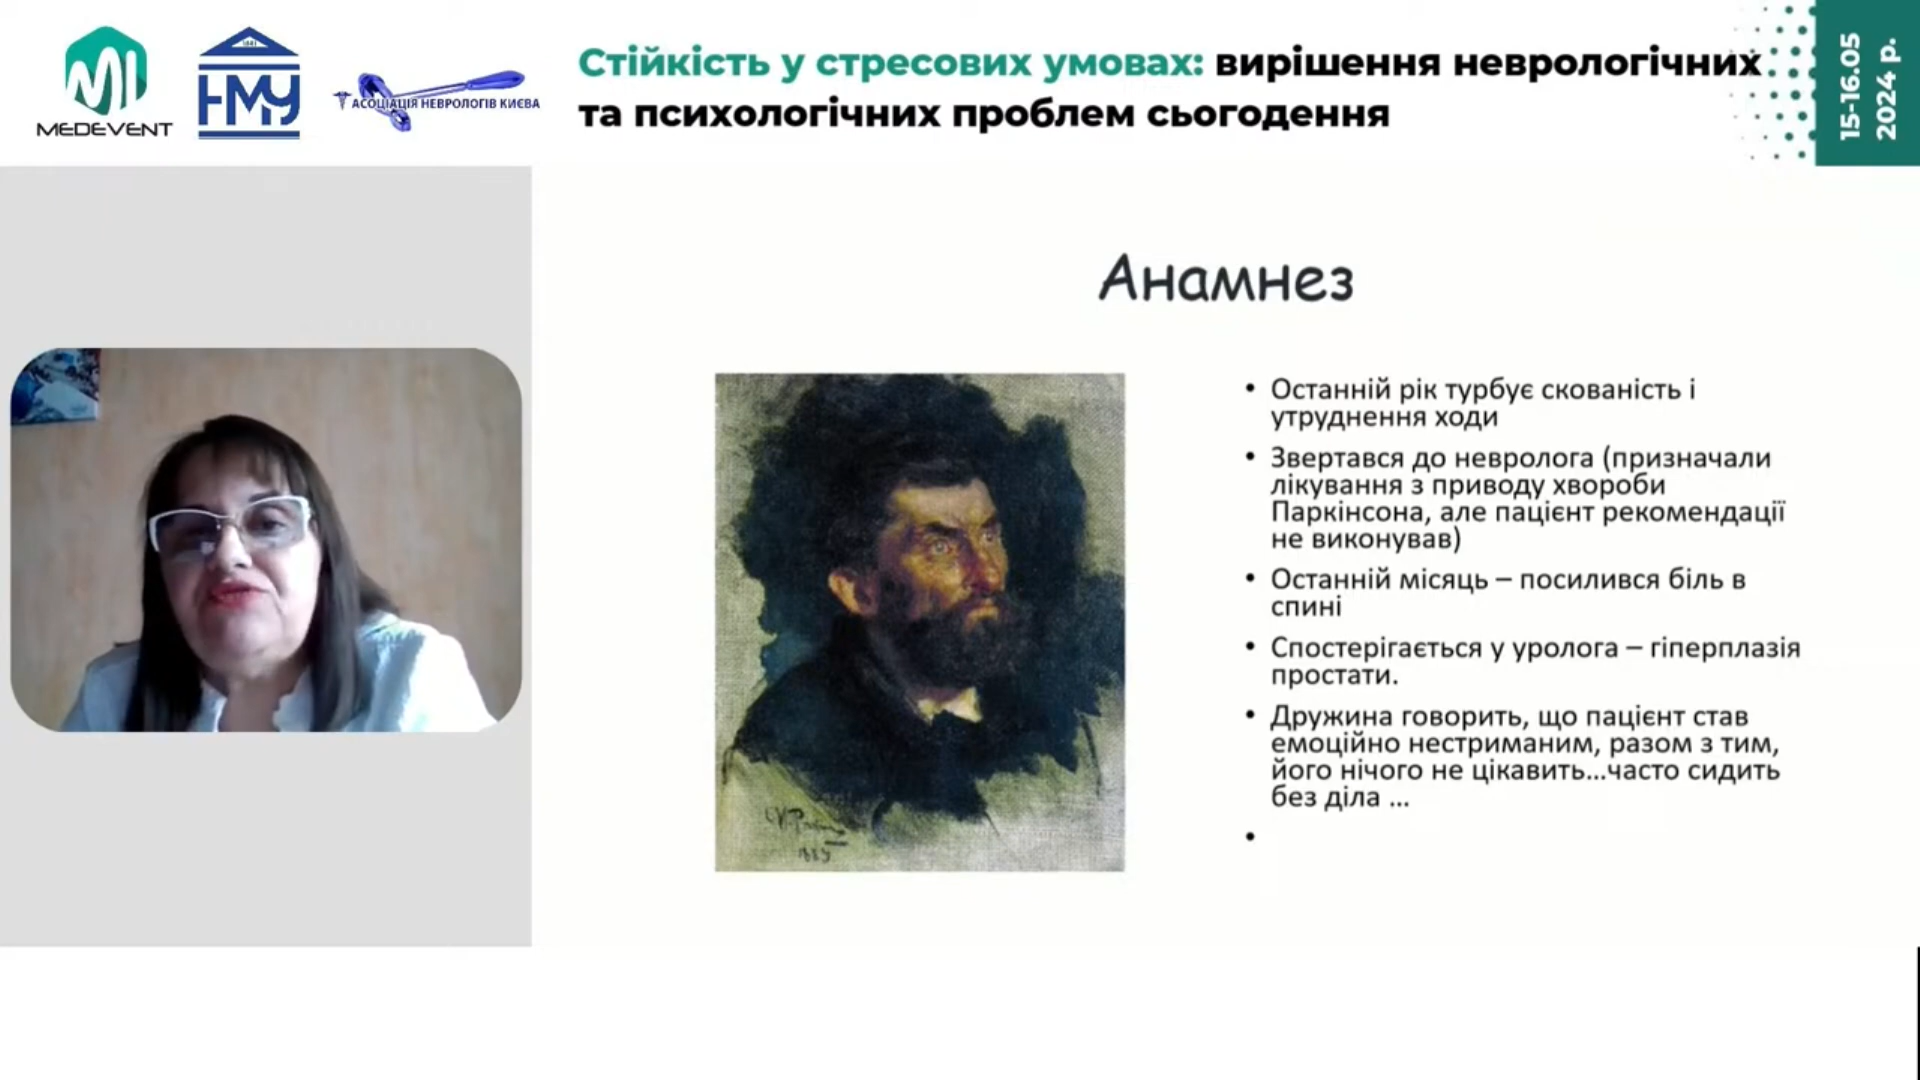 MEDEVENT
1841
НМУ
АСОЦІАЦІЯ НЕВРОЛОГІВ КИЄВА
Стійкість у стресових умовах: вирішення неврологічних
та психологічних проблем сьогодення
15-16.05
2024 р.
Анамнез
• Останній рік турбує скованість і
утруднення ходи
• Звертався до невролога (призначали
лікування з приводу хвороби
Паркінсона, але пацієнт рекомендації
не виконував)
• Останній місяць – посилився біль в
спині
• Спостерігається у уролога – гіперплазія
простати.
• Дружина говорить, що пацієнт став
емоційно нестриманим, разом з тим,
його нічого не цікавить...часто сидить
без діла ...
•